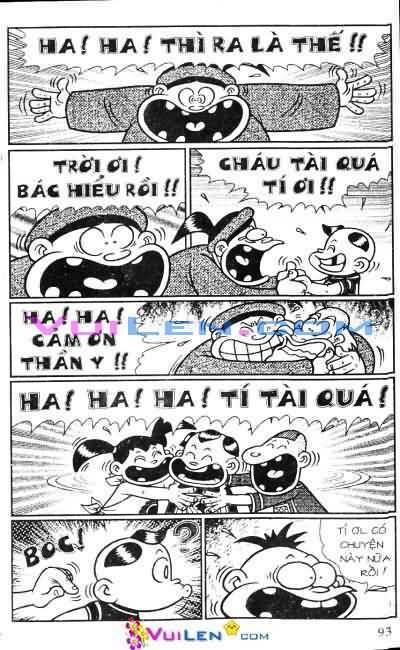 HA! HA! THÌ RA LÀ THẾ!!
TRỜI ƠI!
BÁC HIỂU RỒI!!
CHÁU TÀI QUÁ
TÍ ƠI!!
HA! HA!
CÁM ƠN
THẦN Y!!
VUILEN.COM
HA! HA! HA! TÍ TÀI QUÁ!
BOC!
TÍ ƠI, CÓ
CHUYỆN
NÀY NỮA
RỒI!
93
VUILEN.COM